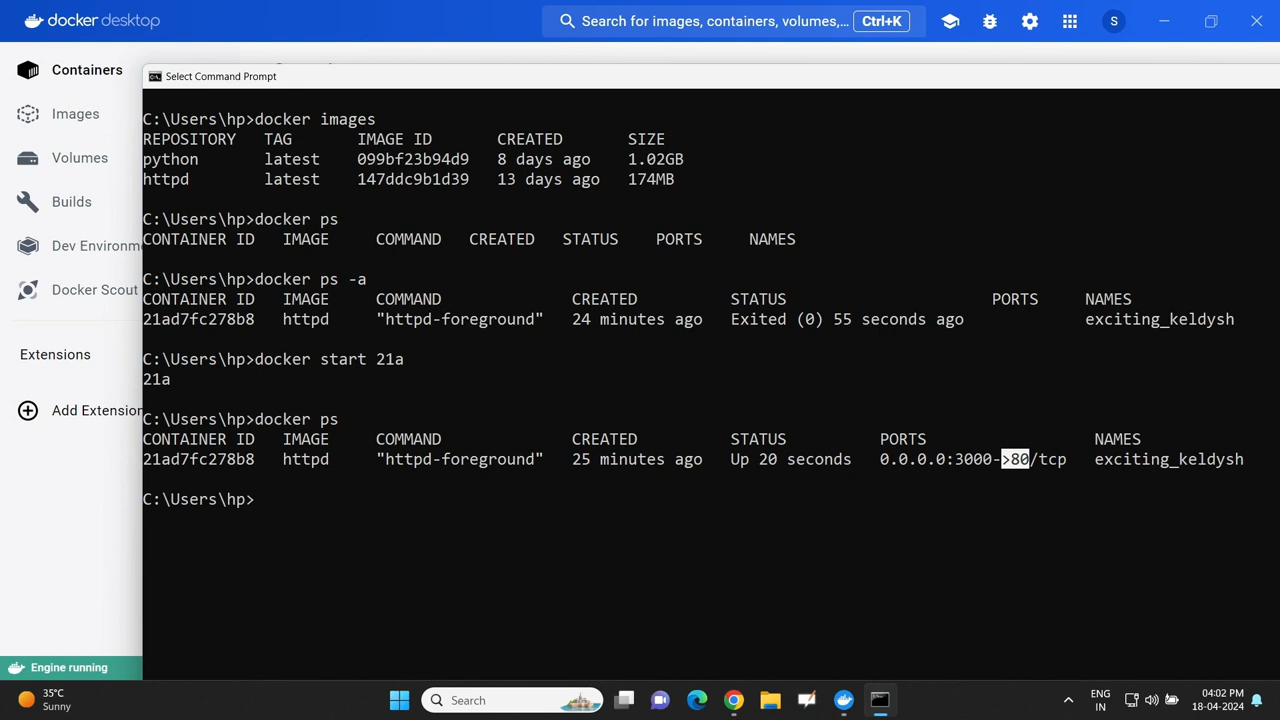 docker desktop
Search for images, containers, volumes,... Ctrl+K
S
Containers
Images
Volumes
Builds
Dev Environm
Docker Scout
Extensions
Add Extension
Select Command Prompt
C:\Users\hp>docker images
REPOSITORY TAG IMAGE ID CREATED SIZE
python latest 099bf23b94d9 8 days ago 1.02GB
httpd latest 147ddc9b1d39 13 days ago 174MB
C:\Users\hp>docker ps
CONTAINER ID IMAGE COMMAND CREATED STATUS PORTS NAMES
C:\Users\hp>docker ps -a
CONTAINER ID IMAGE COMMAND CREATED STATUS PORTS NAMES
21ad7fc278b8 httpd "httpd-foreground" 24 minutes ago Exited (0) 55 seconds ago exciting_keldysh
C:\Users\hp>docker start 21a
21a
C:\Users\hp>docker ps
CONTAINER ID IMAGE COMMAND CREATED STATUS PORTS NAMES
21ad7fc278b8 httpd "httpd-foreground" 25 minutes ago Up 20 seconds 0.0.0.0:3000->80/tcp exciting_keldysh
C:\Users\hp>
Engine running
35°C
Sunny
Search
ENG
IN
04:02 PM
18-04-2024